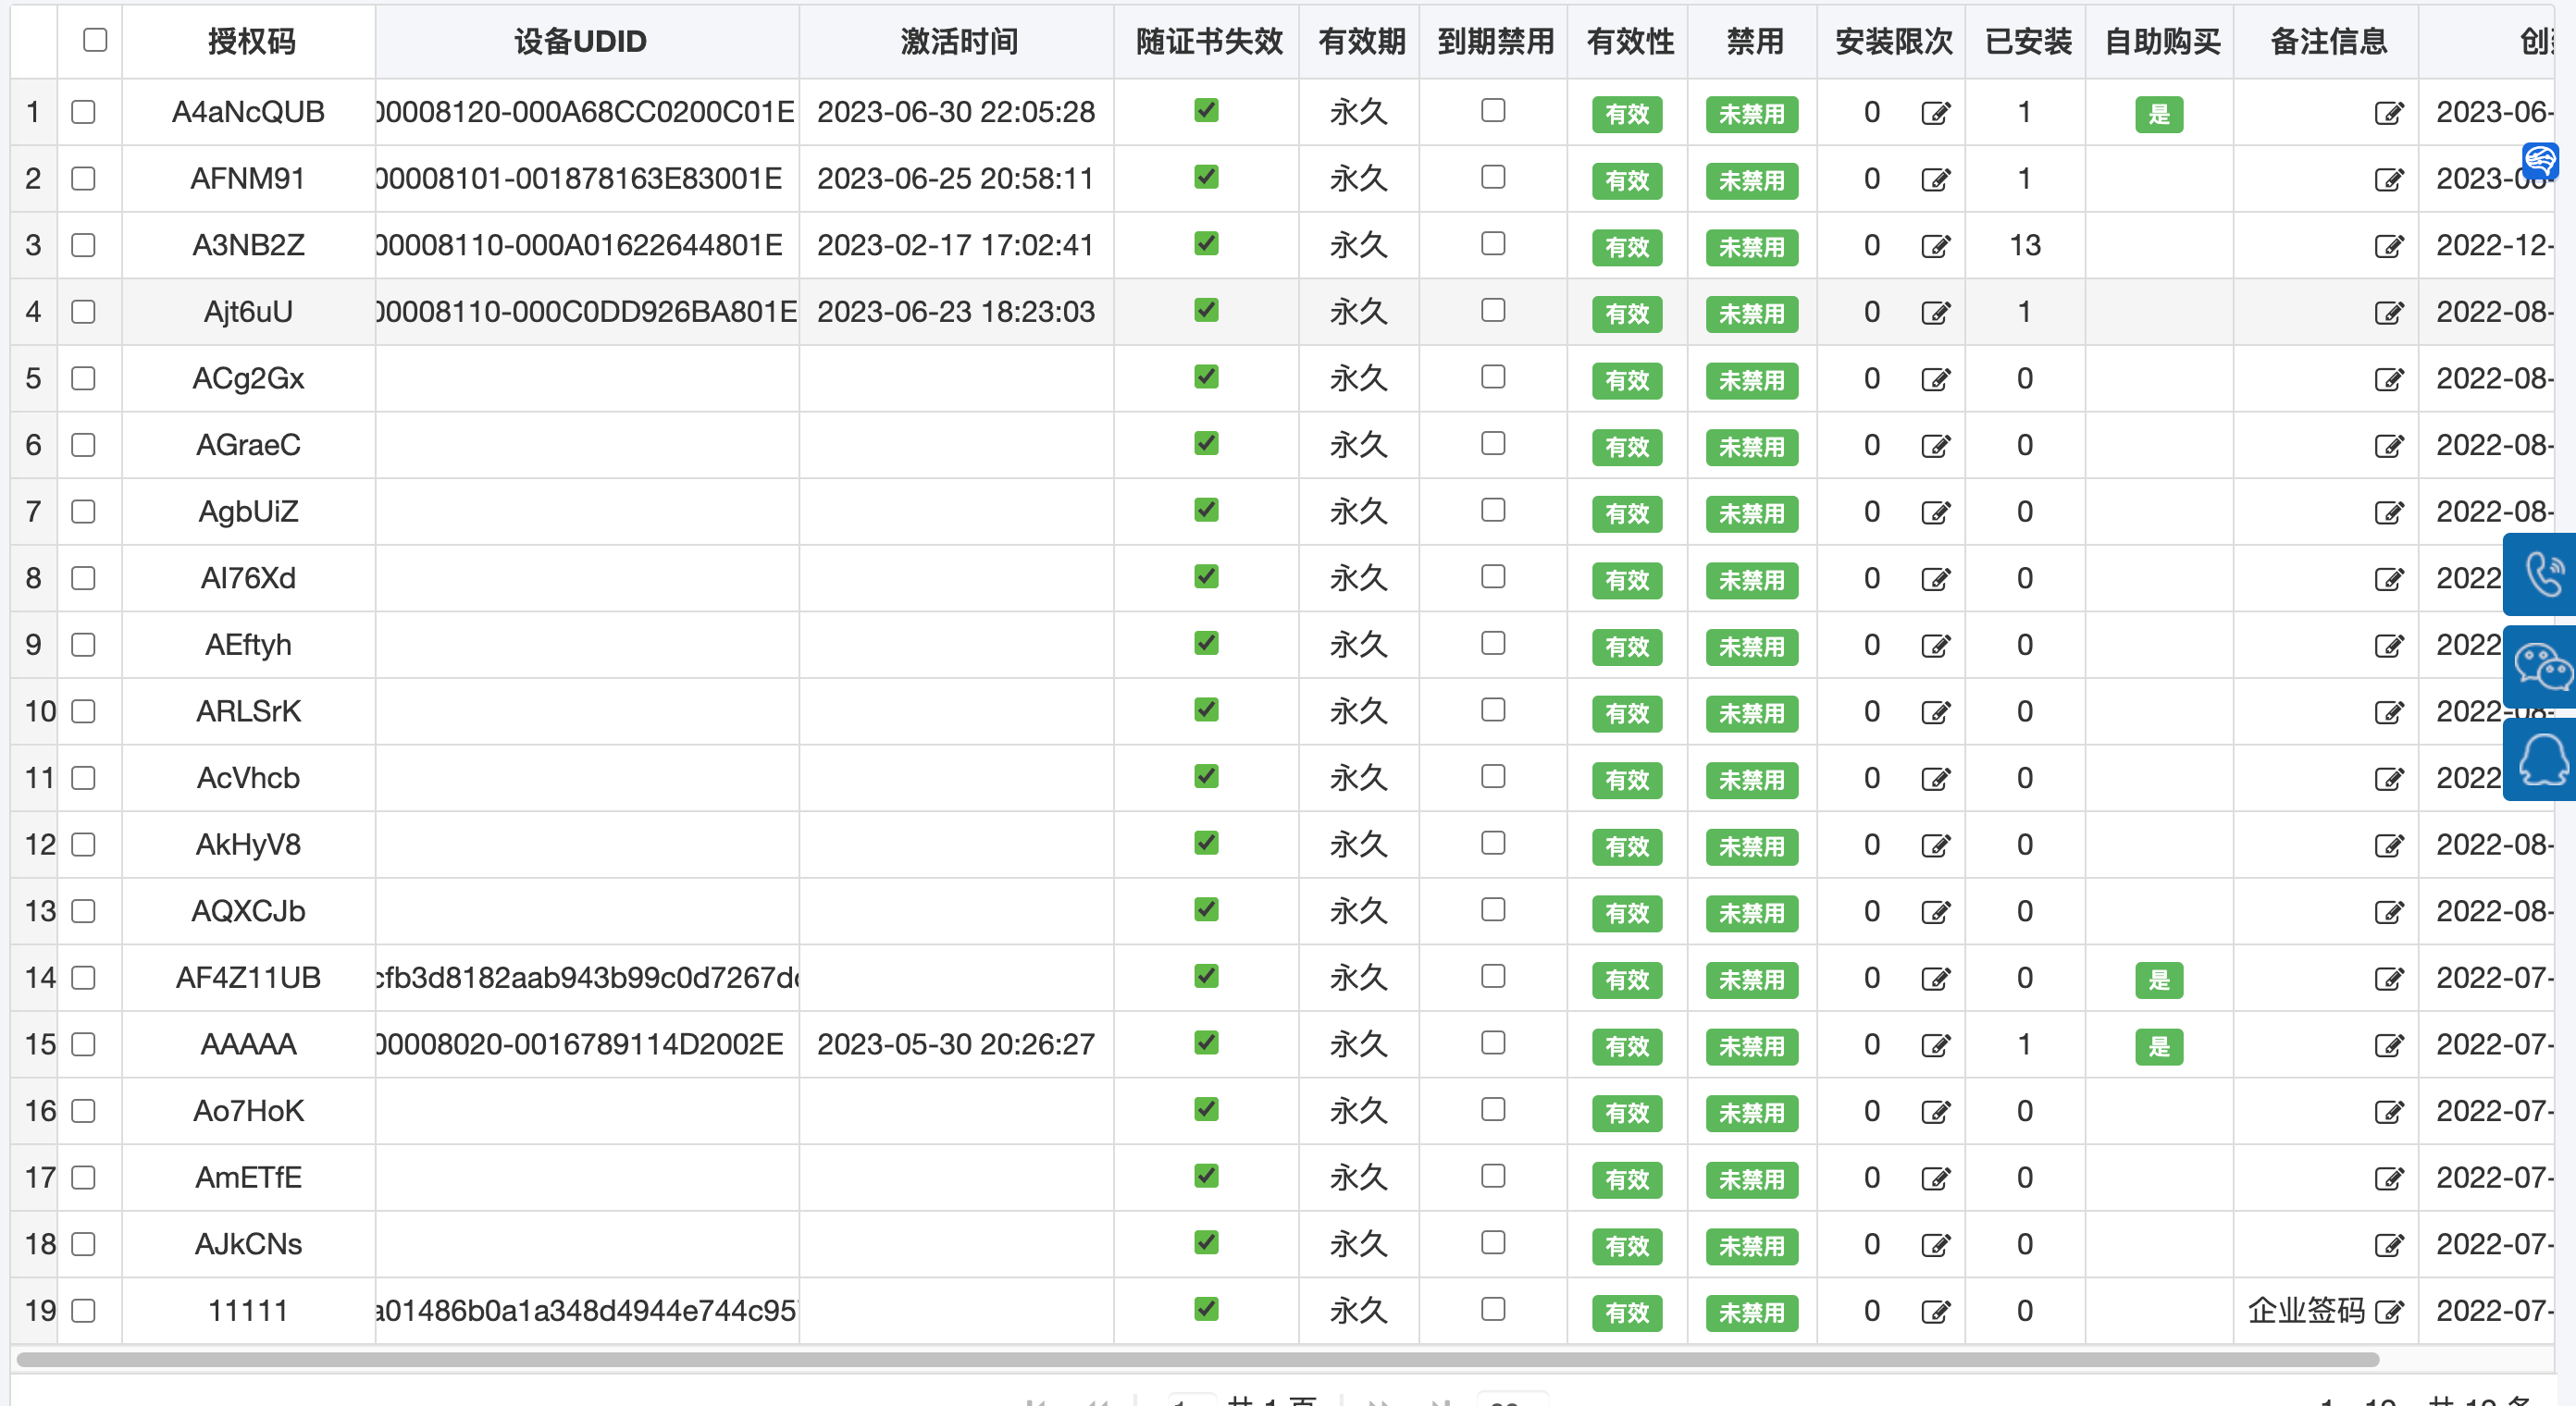 授权码 设备UDID 激活时间 随证书失效 有效期 到期禁用 有效性 禁用 安装限次 已安装 自助购买 备注信息 创
1 A4aNcQUB 00008120-000A68CC0200C01E 2023-06-30 22:05:28 永久 有效 未禁用 0 1 是 2023-06-
2 AFNM91 00008101-001878163E83001E 2023-06-25 20:58:11 永久 有效 未禁用 0 1 2023-06-
3 A3NB2Z 00008110-000A01622644801E 2023-02-17 17:02:41 永久 有效 未禁用 0 13 2022-12-
4 Ajt6uU 00008110-000C0DD926BA801E 2023-06-23 18:23:03 永久 有效 未禁用 0 1 2022-08-
5 ACg2Gx 永久 有效 未禁用 0 0 2022-08-
6 AGraeC 永久 有效 未禁用 0 0 2022-08-
7 AgbUiZ 永久 有效 未禁用 0 0 2022-08-
8 AI76Xd 永久 有效 未禁用 0 0 2022
9 AEftyh 永久 有效 未禁用 0 0 2022
10 ARLSrK 永久 有效 未禁用 0 0 2022-08-
11 AcVhcb 永久 有效 未禁用 0 0 2022
12 AkHyV8 永久 有效 未禁用 0 0 2022-08-
13 AQXCJb 永久 有效 未禁用 0 0 2022-08-
14 AF4Z11UB cfb3d8182aab943b99c0d7267d 永久 有效 未禁用 0 0 是 2022-07-
15 AAAAA 00008020-0016789114D2002E 2023-05-30 20:26:27 永久 有效 未禁用 0 1 是 2022-07-
16 Ao7HoK 永久 有效 未禁用 0 0 2022-07-
17 AmETfE 永久 有效 未禁用 0 0 2022-07-
18 AJkCNs 永久 有效 未禁用 0 0 2022-07-
19 11111 a01486b0a1a348d4944e744c95 永久 有效 未禁用 0 0 企业签码 2022-07-
1 共 1 页